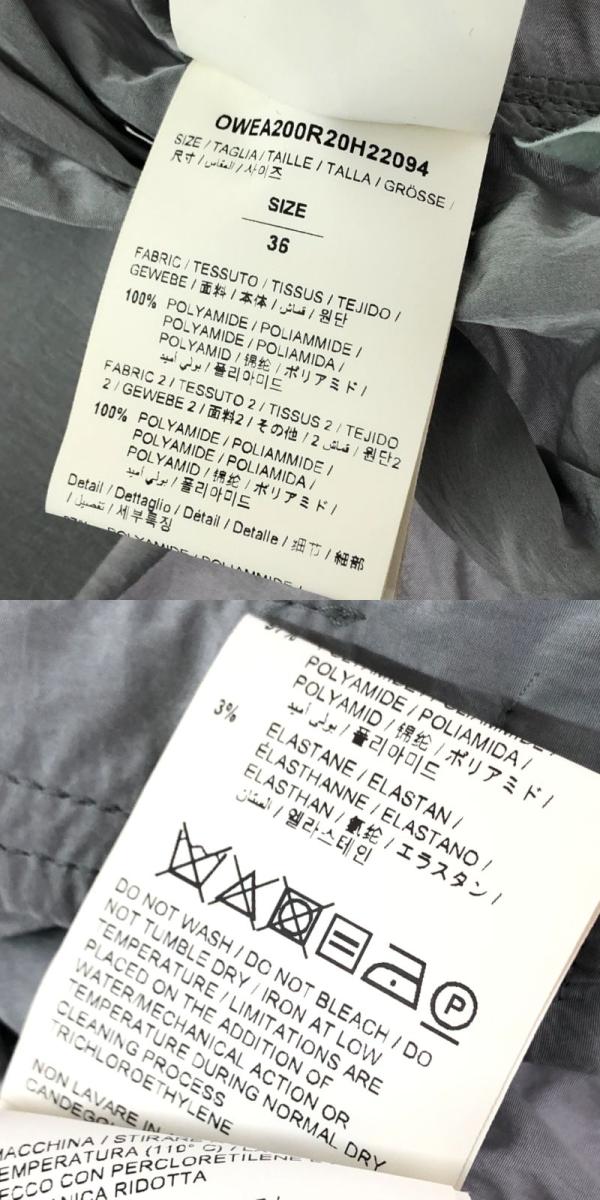 OWEA200R20H22094
SIZE / TAGLIA / TAILLE / TALLA / GRÖSSE /
尺寸 / المقاس / 사이즈
SIZE
36
FABRIC / TESSUTO / TISSUS / TEJIDO /
GEWEBE / 面料 / 本体 / قماش / 원단
100% POLYAMIDE / POLIAMMIDE /
POLYAMIDE / POLIAMIDA /
POLYAMID / 锦纶 / ポリアミド /
بولي أميد / 폴리아미드
FABRIC 2 / TESSUTO 2 / TISSUS 2 / TEJIDO
2 / GEWEBE 2 / 面料2 / その他 / 2 قماش / 원단2
100% POLYAMIDE / POLIAMMIDE /
POLYAMIDE / POLIAMIDA /
POLYAMID / 锦纶 / ポリアミド /
بولي أميد / 폴리아미드
Detail / Dettaglio / Détail / Detalle / 细节 / 細部
/ تفصيل / 세부특징
POLYAMIDE / POLIAMMIDE /
POLYAMIDE / POLIAMIDA /
POLYAMID / 锦纶 / ポリアミド /
بولي أميد / 폴리아미드
3% ELASTANE / ELASTAN /
ÉLASTHANNE / ELASTANO /
ELASTHAN / 氨纶 / エラスタン /
/ 엘라스테인
P
DO NOT WASH / DO NOT BLEACH / DO
NOT TUMBLE DRY / IRON AT LOW
TEMPERATURE / LIMITATIONS ARE
PLACED ON THE ADDITION OF
WATER/MECHANICAL ACTION OR
TEMPERATURE DURING NORMAL DRY
CLEANING PROCESS
TRICHLOROETHYLENE
NON LAVARE IN
MACCHINA / STIRARE
TEMPERATURA (110° C) /
SECCO CON PERCLORETILENE
RIDOTTA